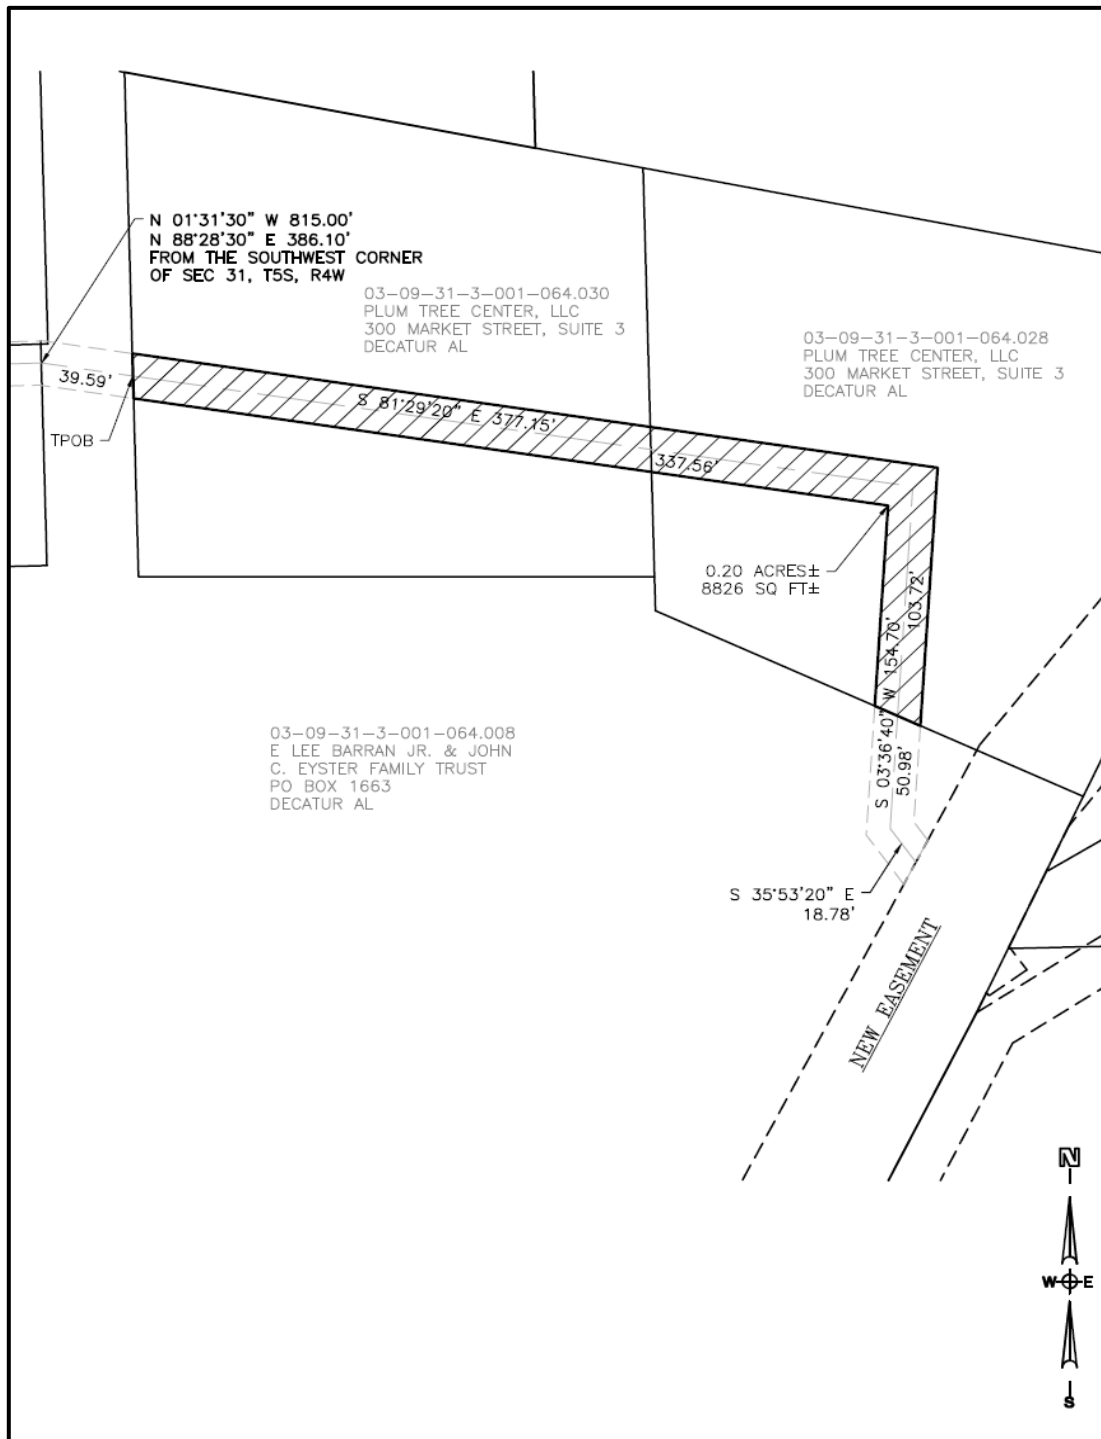 N 01°31'30" W 815.00'
N 88°28'30" E 386.10'
FROM THE SOUTHWEST CORNER
OF SEC 31, T5S, R4W
03-09-31-3-001-064.030
PLUM TREE CENTER, LLC
300 MARKET STREET, SUITE 3
DECATUR AL
03-09-31-3-001-064.028
PLUM TREE CENTER, LLC
300 MARKET STREET, SUITE 3
DECATUR AL
39.59'
S 81°29'20" E 377.15'
TPOB
337.56'
0.20 ACRES±
8826 SQ FT±
103.72'
S 03°36'40" W 154.70'
50.98'
03-09-31-3-001-064.008
E LEE BARRAN JR. & JOHN
C. EYSTER FAMILY TRUST
PO BOX 1663
DECATUR AL
S 35°53'20" E
18.78'
NEW EASEMENT
N
W E
S